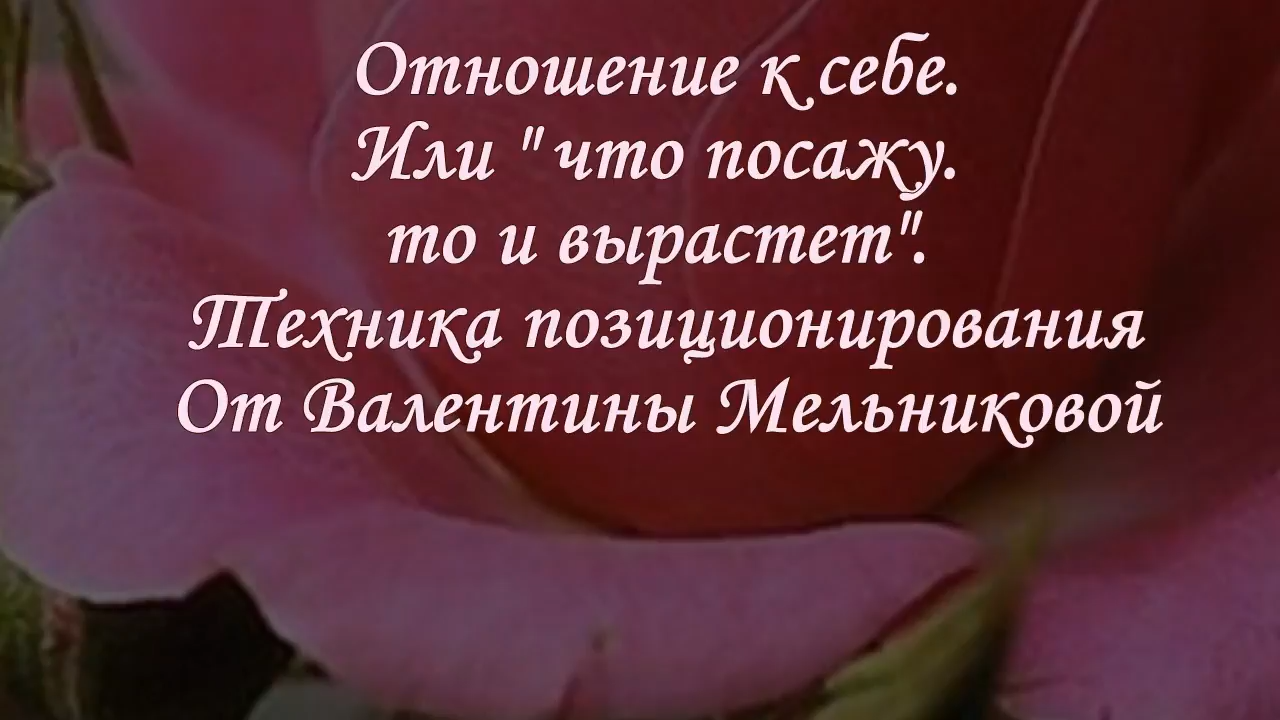 Отношение к себе.
Или "что посажу.
то и вырастет".
Техника позиционирования
От Валентины Мельниковой